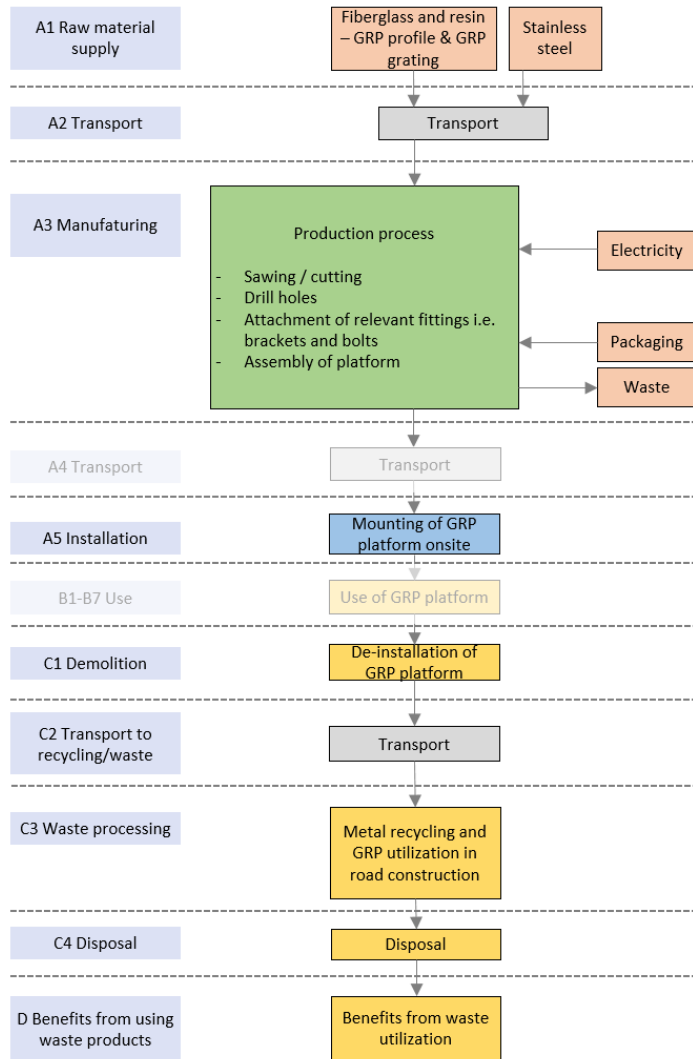 A1 Raw material
supply
Fiberglass and resin
– GRP profile & GRP
grating
Stainless
steel
A2 Transport
Transport
A3 Manufaturing
Production process
- Sawing / cutting
- Drill holes
- Attachment of relevant fittings i.e.
brackets and bolts
- Assembly of platform
Electricity
Packaging
Waste
A4 Transport
Transport
A5 Installation
Mounting of GRP
platform onsite
B1-B7 Use
Use of GRP platform
C1 Demolition
De-installation of
GRP platform
C2 Transport to
recycling/waste
Transport
C3 Waste processing
Metal recycling and
GRP utilization in
road construction
C4 Disposal
Disposal
D Benefits from using
waste products
Benefits from waste
utilization